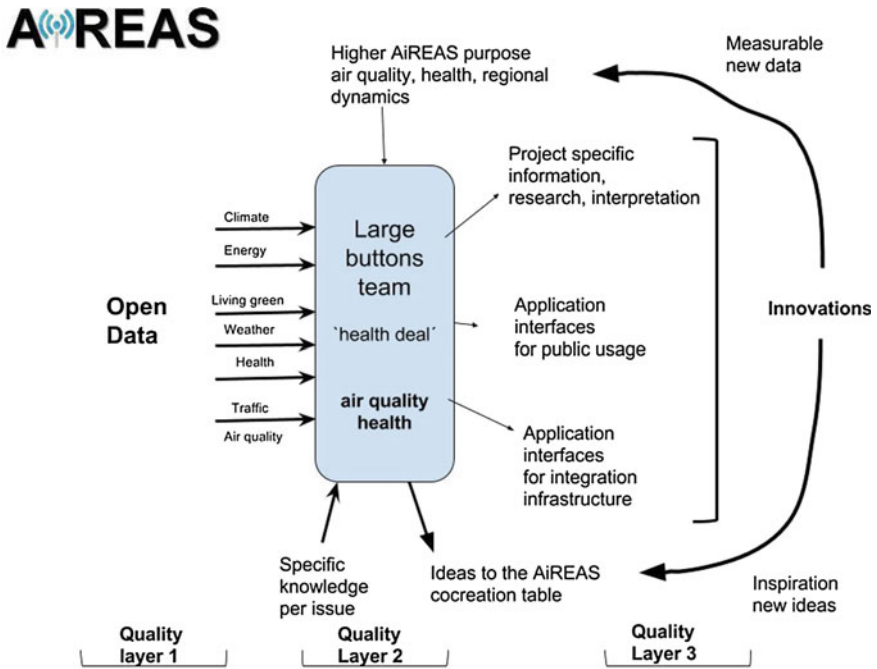 AiREAS
Higher AiREAS purpose
air quality, health, regional
dynamics
Measurable
new data
Project specific
information,
research, interpretation
Climate
Energy
Living green
Weather
Health
Traffic
Air quality
Open
Data
Large
buttons
team
`health deal´
air quality
health
Application
interfaces
for public usage
Innovations
Application
interfaces
for integration
infrastructure
Specific
knowledge
per issue
Ideas to the AiREAS
cocreation table
Inspiration
new ideas
Quality
layer 1
Quality
Layer 2
Quality
Layer 3